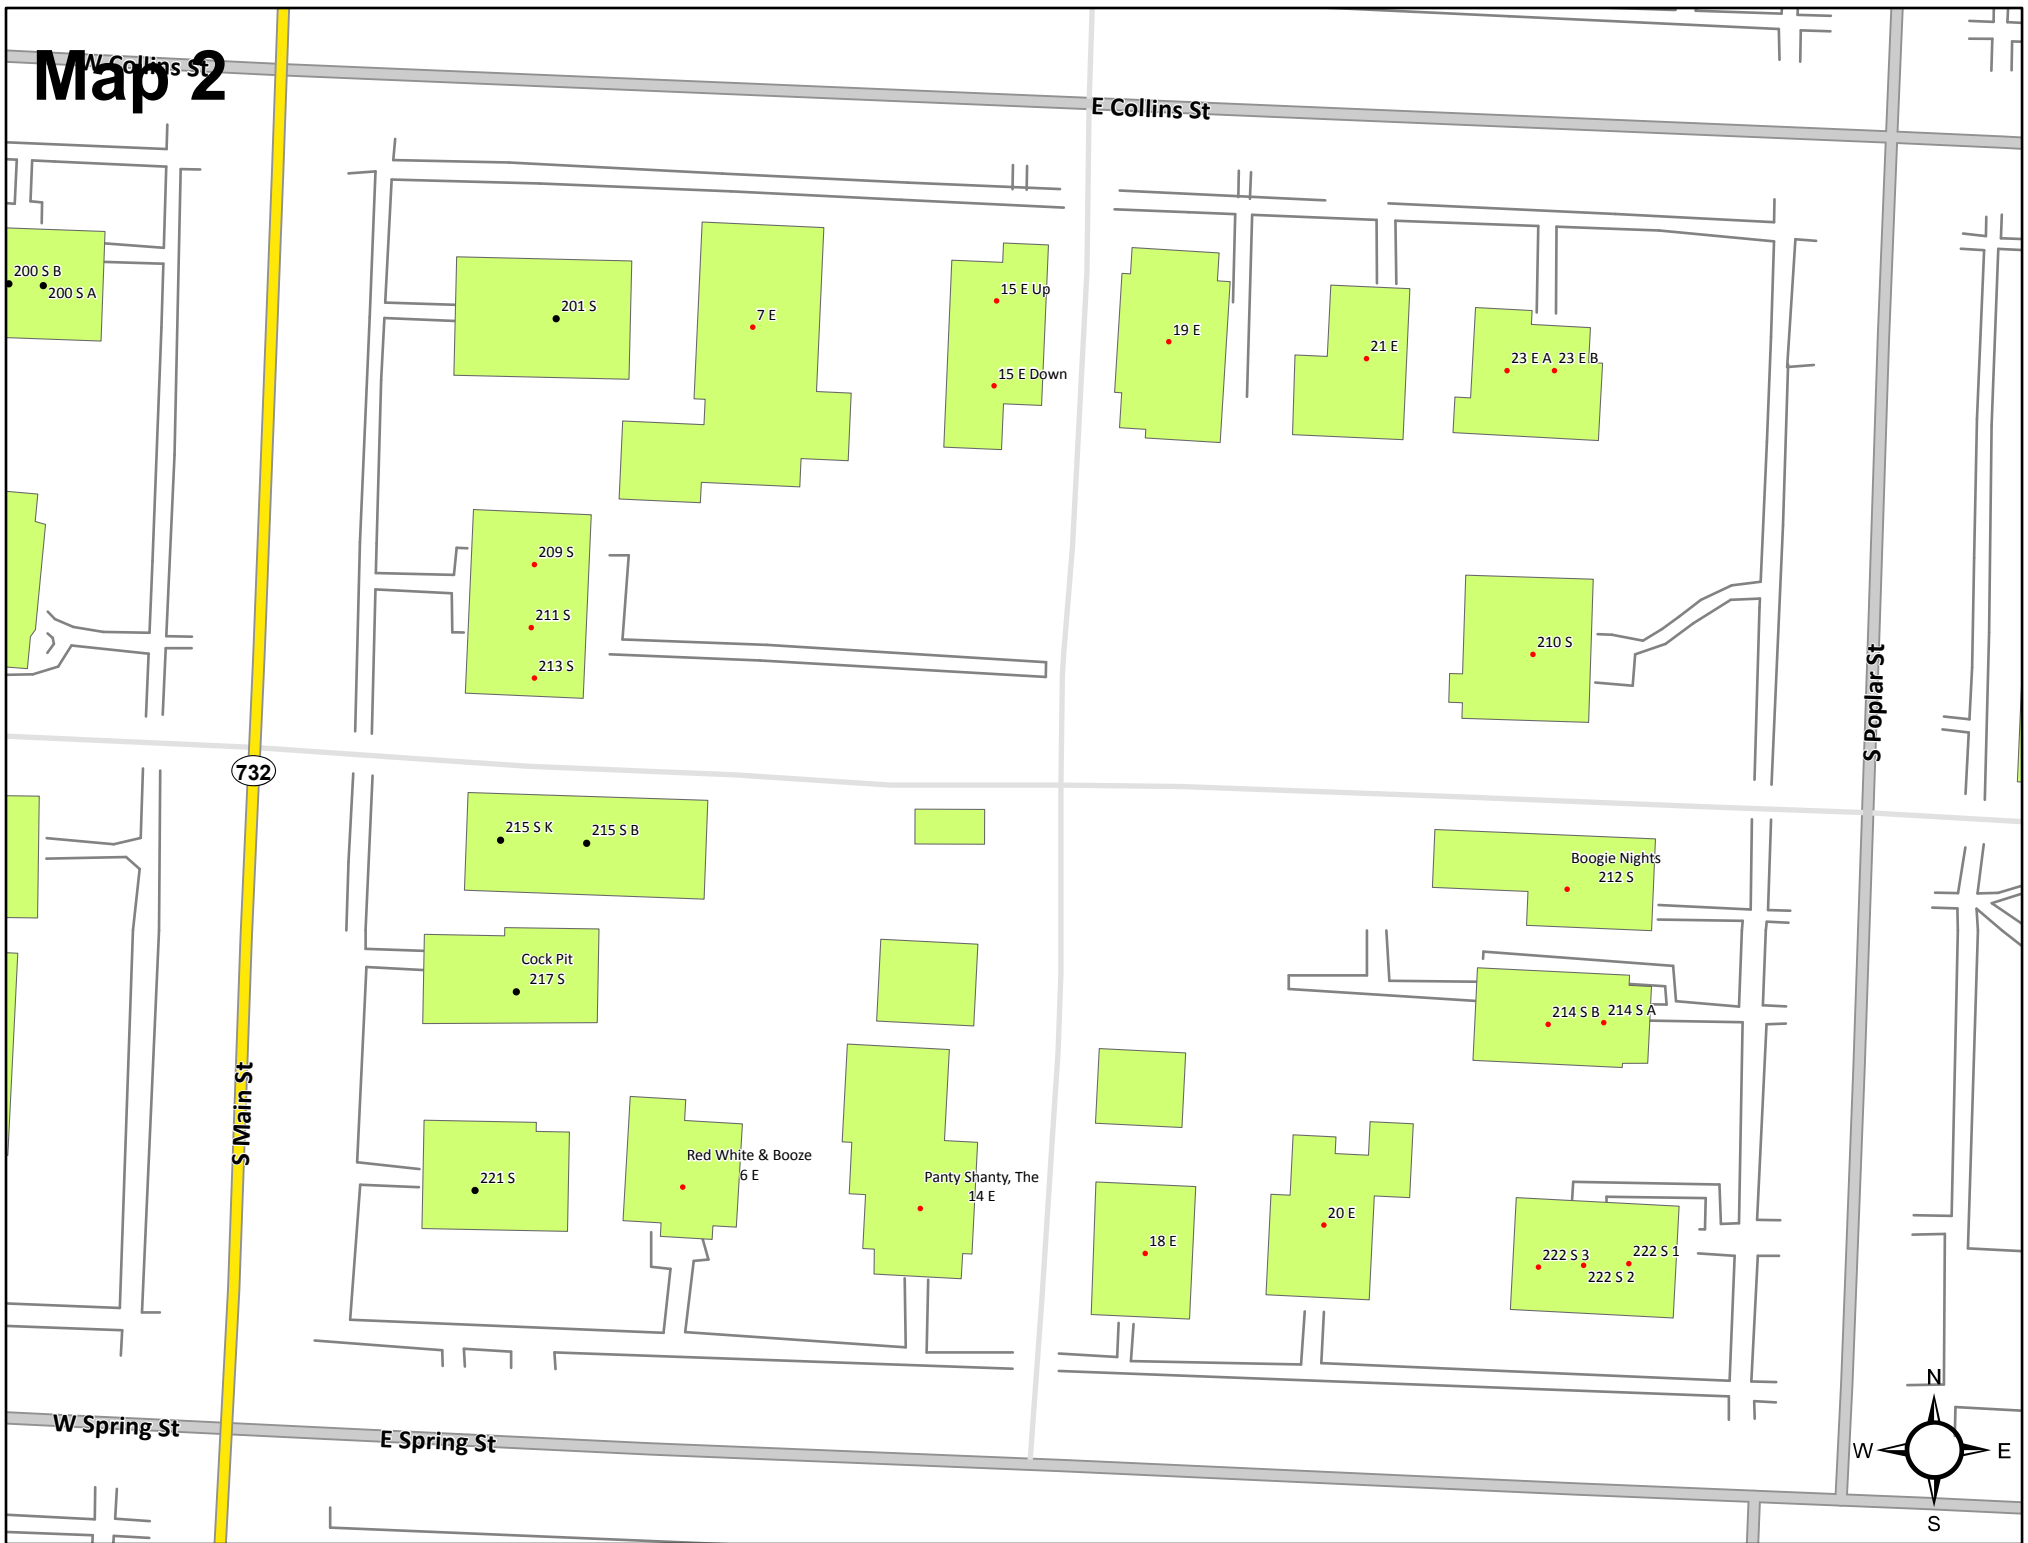 Map 2
W Collins St
E Collins St
200 S B
200 S A
201 S
7 E
15 E Up
15 E Down
19 E
21 E
23 E A
23 E B
209 S
211 S
213 S
210 S
S Poplar St
732
215 S K
215 S B
Boogie Nights
212 S
Cock Pit
217 S
214 S B
214 S A
S Main St
221 S
Red White & Booze
6 E
Panty Shanty, The
14 E
18 E
20 E
222 S 3
222 S 2
222 S 1
W Spring St
E Spring St
N
W
E
S